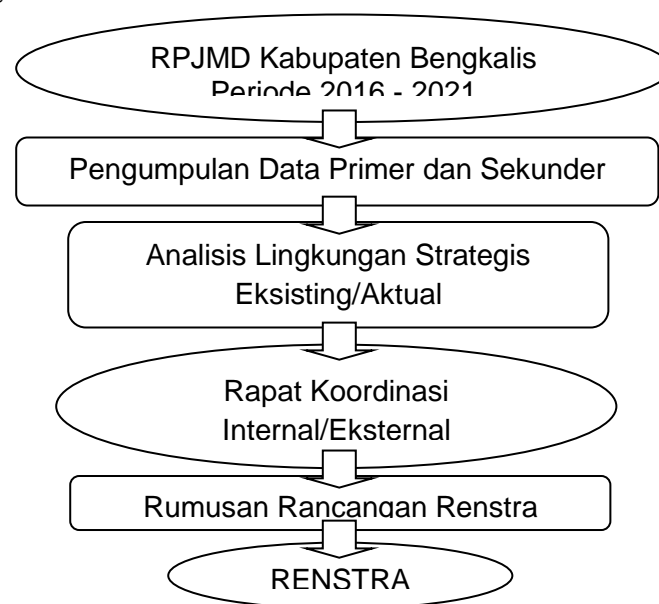 RPJMD Kabupaten Bengkalis
Periode 2016 - 2021
Pengumpulan Data Primer dan Sekunder
Analisis Lingkungan Strategis
Eksisting/Aktual
Rapat Koordinasi
Internal/Eksternal
Rumusan Rancangan Renstra
RENSTRA